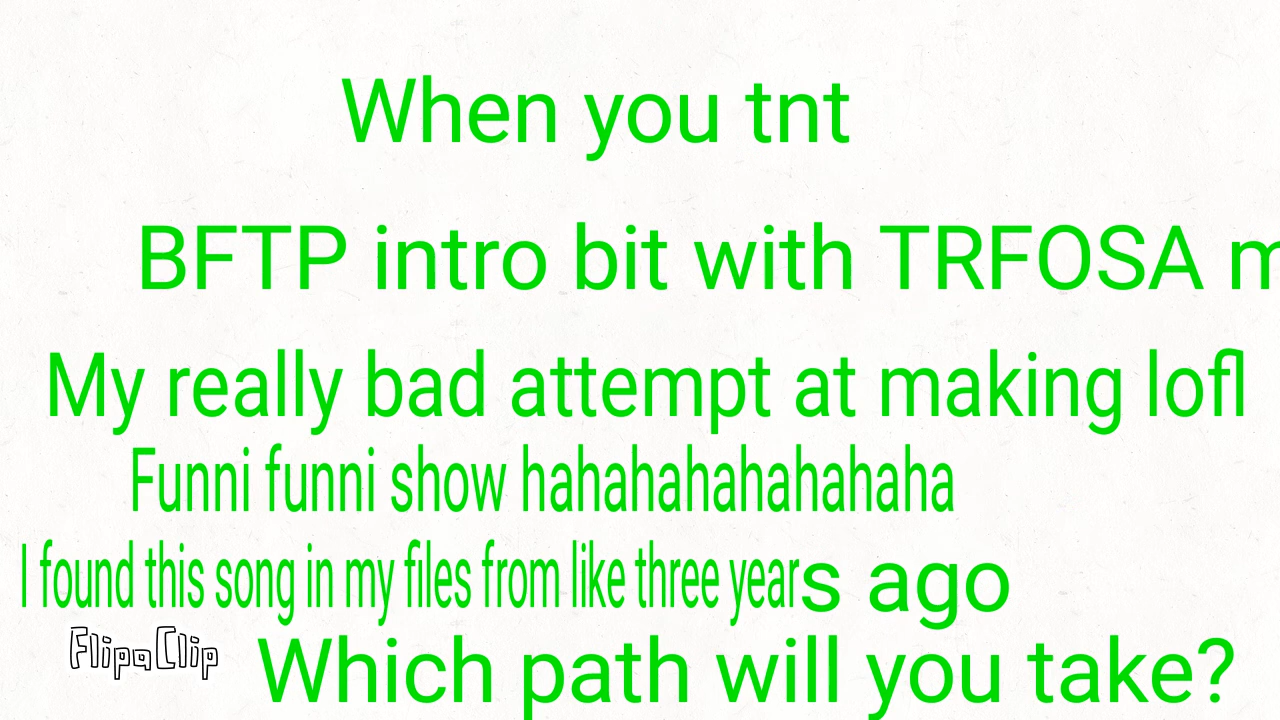 When you tnt
BFTP intro bit with TRFOSA m
My really bad attempt at making lofl
Funni funni show hahahahahahahaha
I found this song in my files from like three years ago
FlipaClip
Which path will you take?